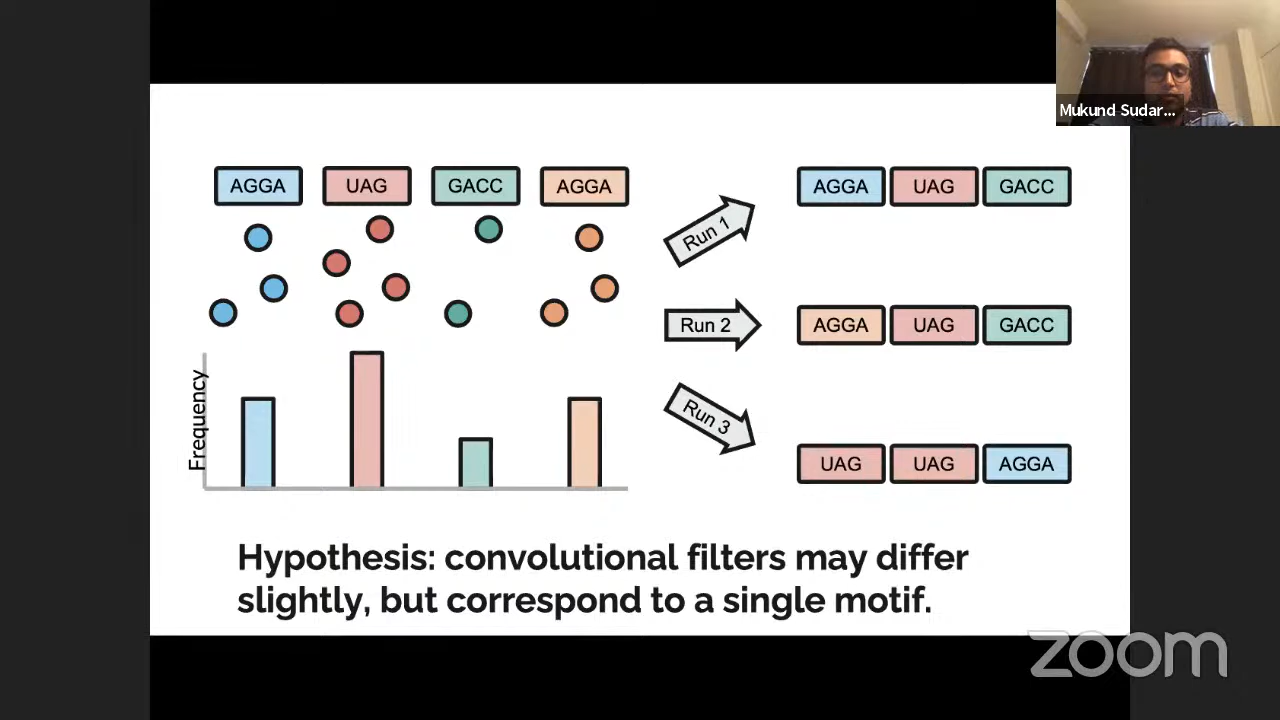 Mukund Sudar...
AGGA UAG GACC AGGA
Run 1
AGGA UAG GACC
Run 2
AGGA UAG GACC
Run 3
UAG UAG AGGA
Frequency
Hypothesis: convolutional filters may differ
slightly, but correspond to a single motif.
zoom